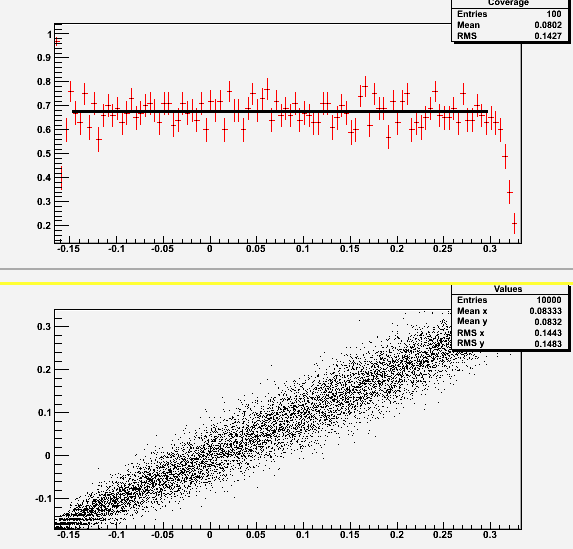 Coverage
Entries 100
Mean 0.0802
RMS 0.1427
1
0.9
0.8
0.7
0.6
0.5
0.4
0.3
0.2
-0.15 -0.1 -0.05 0 0.05 0.1 0.15 0.2 0.25 0.3
Values
Entries 10000
Mean x 0.08333
Mean y 0.0832
RMS x 0.1443
RMS y 0.1483
0.3
0.2
0.1
0
-0.1
-0.15 -0.1 -0.05 0 0.05 0.1 0.15 0.2 0.25 0.3